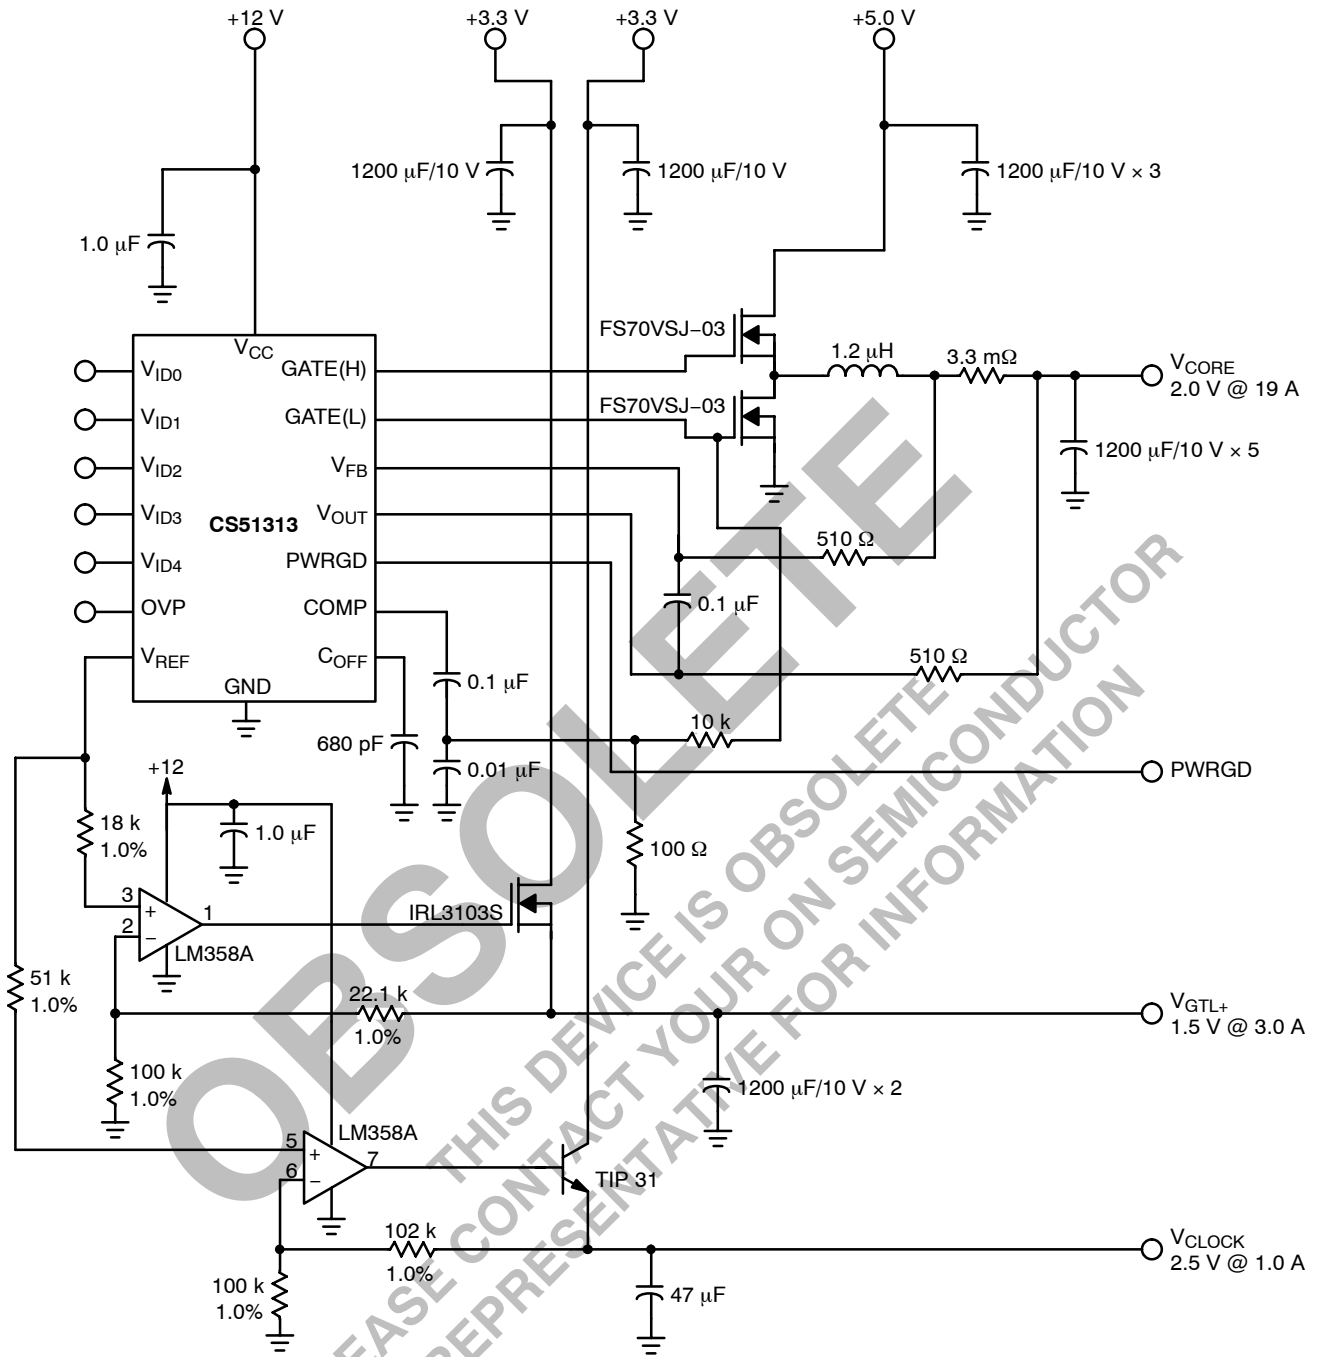 +12 V
+3.3 V
+3.3 V
+5.0 V
1200 μF/10 V
1200 μF/10 V
1200 μF/10 V × 3
1.0 μF
VCC
VID0
VID1
VID2
VID3
VID4
OVP
VREF
CS51313
GND
GATE(H)
GATE(L)
VFB
VOUT
PWRGD
COMP
COFF
FS70VSJ−03
FS70VSJ−03
1.2 μH
3.3 mΩ
VCORE
2.0 V @ 19 A
1200 μF/10 V × 5
510 Ω
0.1 μF
510 Ω
0.1 μF
680 pF
0.01 μF
10 k
PWRGD
100 Ω
+12
1.0 μF
18 k
1.0%
3
+
2
−
1
LM358A
IRL3103S
51 k
1.0%
22.1 k
1.0%
VGTL+
1.5 V @ 3.0 A
100 k
1.0%
1200 μF/10 V × 2
LM358A
5
+
6
−
7
TIP 31
102 k
1.0%
VCLOCK
2.5 V @ 1.0 A
100 k
1.0%
47 μF
OBSOLETE
THIS DEVICE IS OBSOLETE
EASE CONTACT YOUR ON SEMICONDUCTOR
REPRESENTATIVE FOR INFORMATION